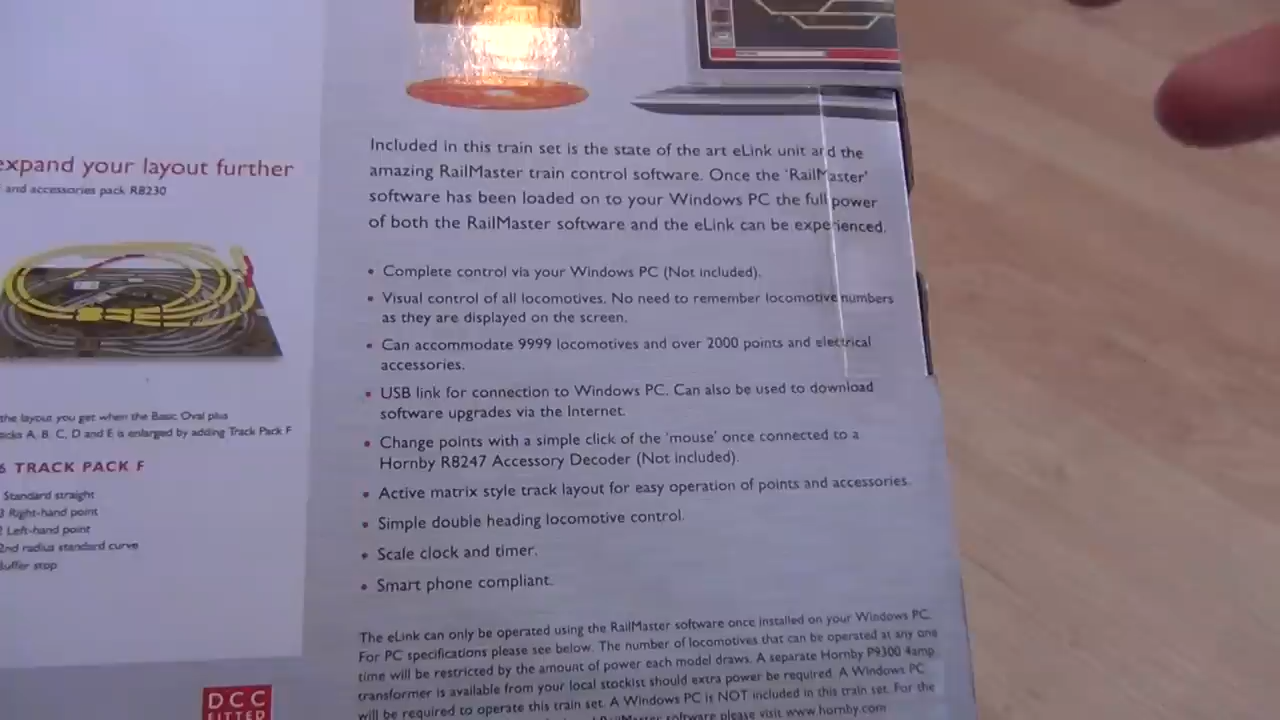 expand your layout further
and accessories pack R8230
the layout you get when the Basic Oval plus
acks A, B, C, D and E is enlarged by adding Track Pack F
6 TRACK PACK F
Standard straight
Right-hand point
Left-hand point
2nd radius standard curve
Buffer stop
DCC
FITTED
Included in this train set is the state of the art eLink unit and the
amazing RailMaster train control software. Once the 'RailMaster'
software has been loaded on to your Windows PC the full power
of both the RailMaster software and the eLink can be experienced.
• Complete control via your Windows PC (Not included).
• Visual control of all locomotives. No need to remember locomotive numbers
as they are displayed on the screen.
• Can accommodate 9999 locomotives and over 2000 points and electrical
accessories.
• USB link for connection to Windows PC. Can also be used to download
software upgrades via the Internet.
• Change points with a simple click of the 'mouse' once connected to a
Hornby R8247 Accessory Decoder (Not included).
• Active matrix style track layout for easy operation of points and accessories.
• Simple double heading locomotive control.
• Scale clock and timer.
• Smart phone compliant.
The eLink can only be operated using the RailMaster software once installed on your Windows PC.
For PC specifications please see below. The number of locomotives that can be operated at any one
time will be restricted by the amount of power each model draws. A separate Hornby P9300 4amp
transformer is available from your local stockist should extra power be required. A Windows PC
will be required to operate this train set. A Windows PC is NOT included in this train set. For the
RailMaster software please visit www.hornby.com